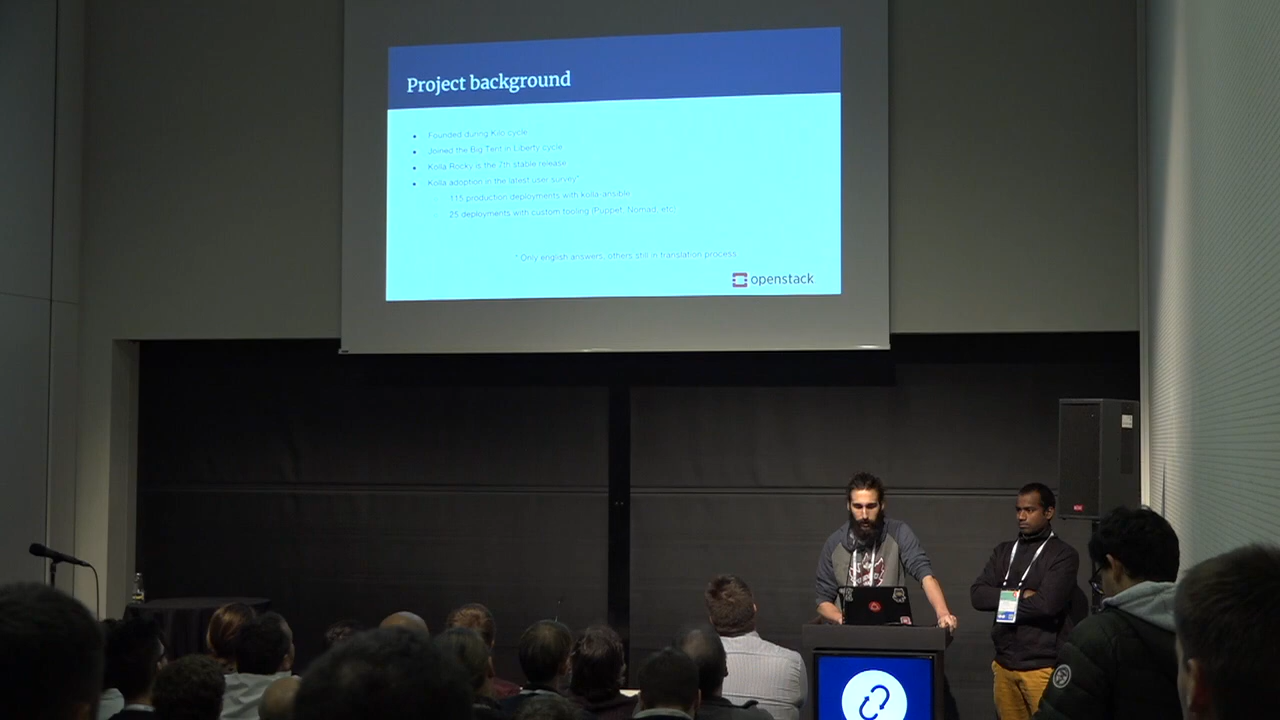 Project background
Founded during Kilo cycle
Joined the Big Tent in Liberty cycle
Kolla Rocky is the 7th stable release
Kolla adoption in the latest user survey*
115 production deployments with kolla-ansible
25 deployments with custom tooling (Puppet, Nomad, etc)
* Only english answers, others still in translation process
openstack